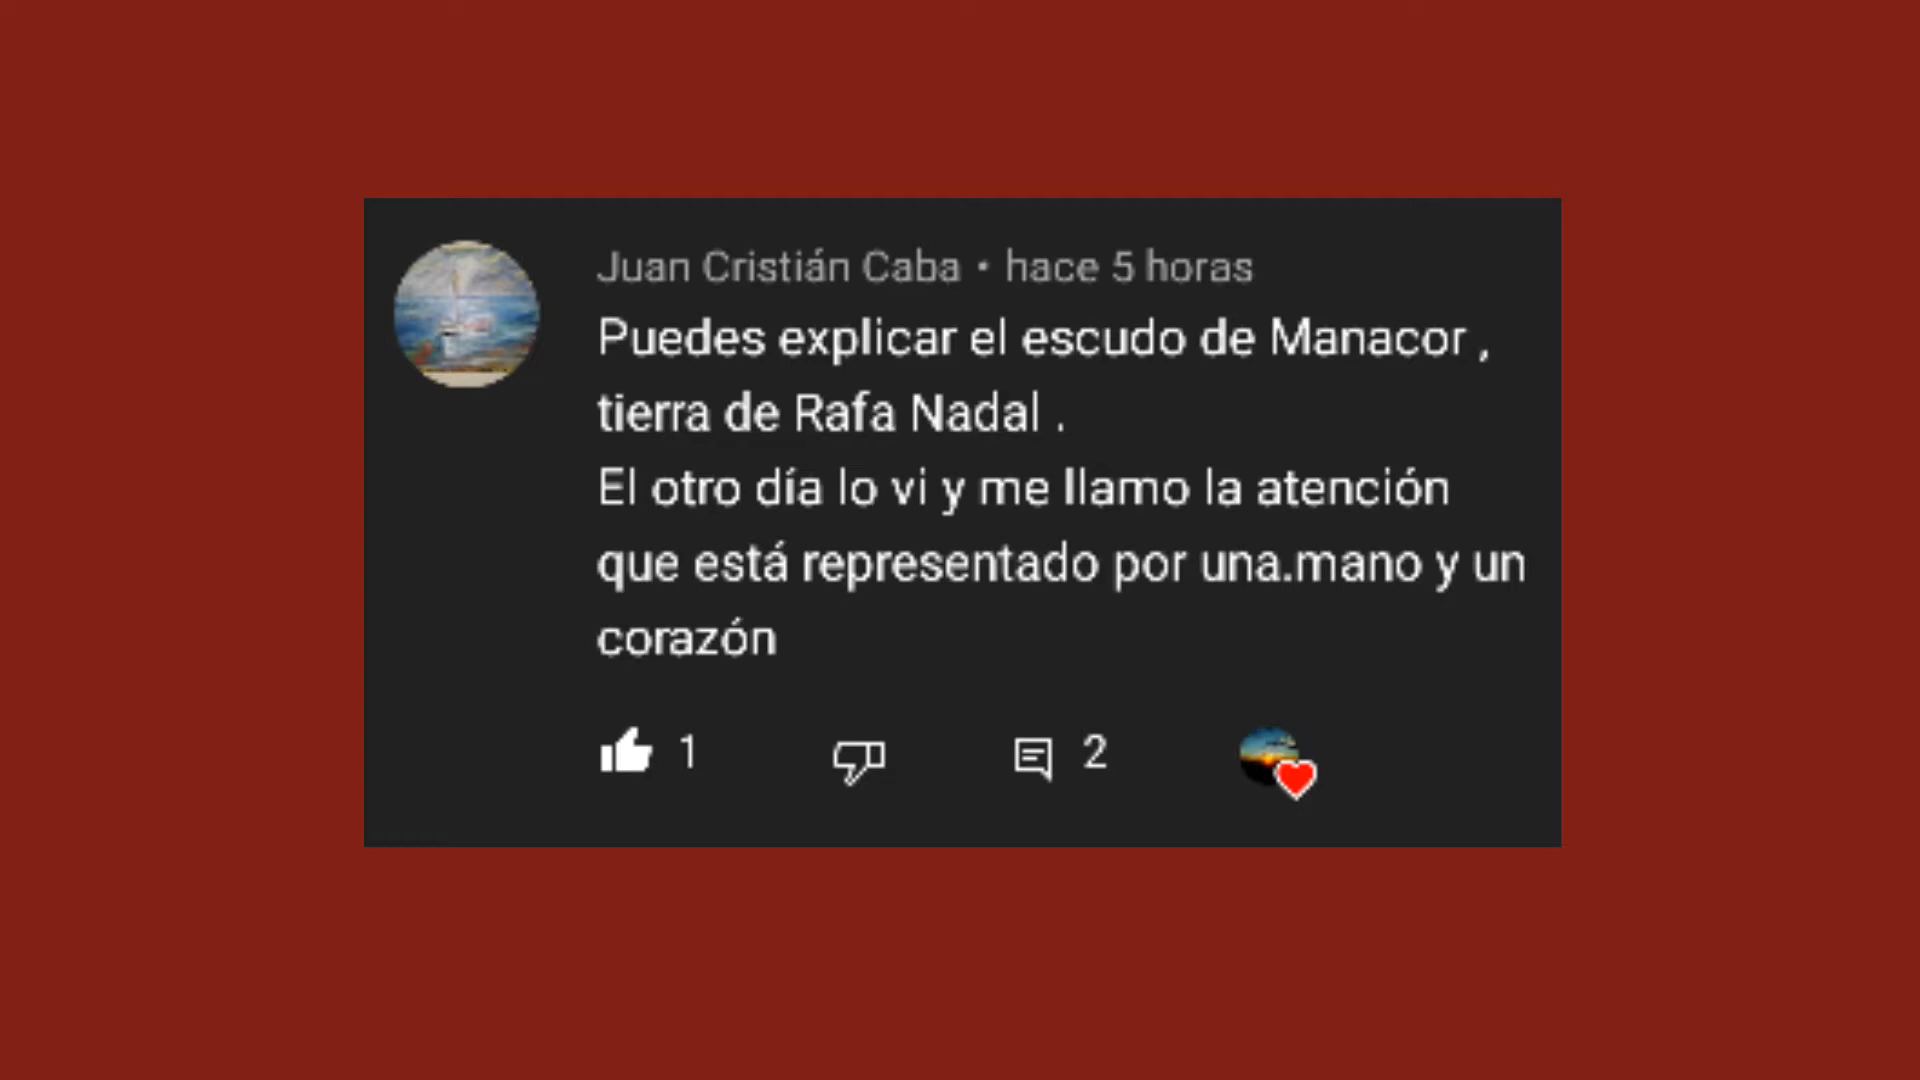 Juan Cristián Caba • hace 5 horas
Puedes explicar el escudo de Manacor ,
tierra de Rafa Nadal .
El otro día lo vi y me llamo la atención
que está representado por una.mano y un
corazón
1 2